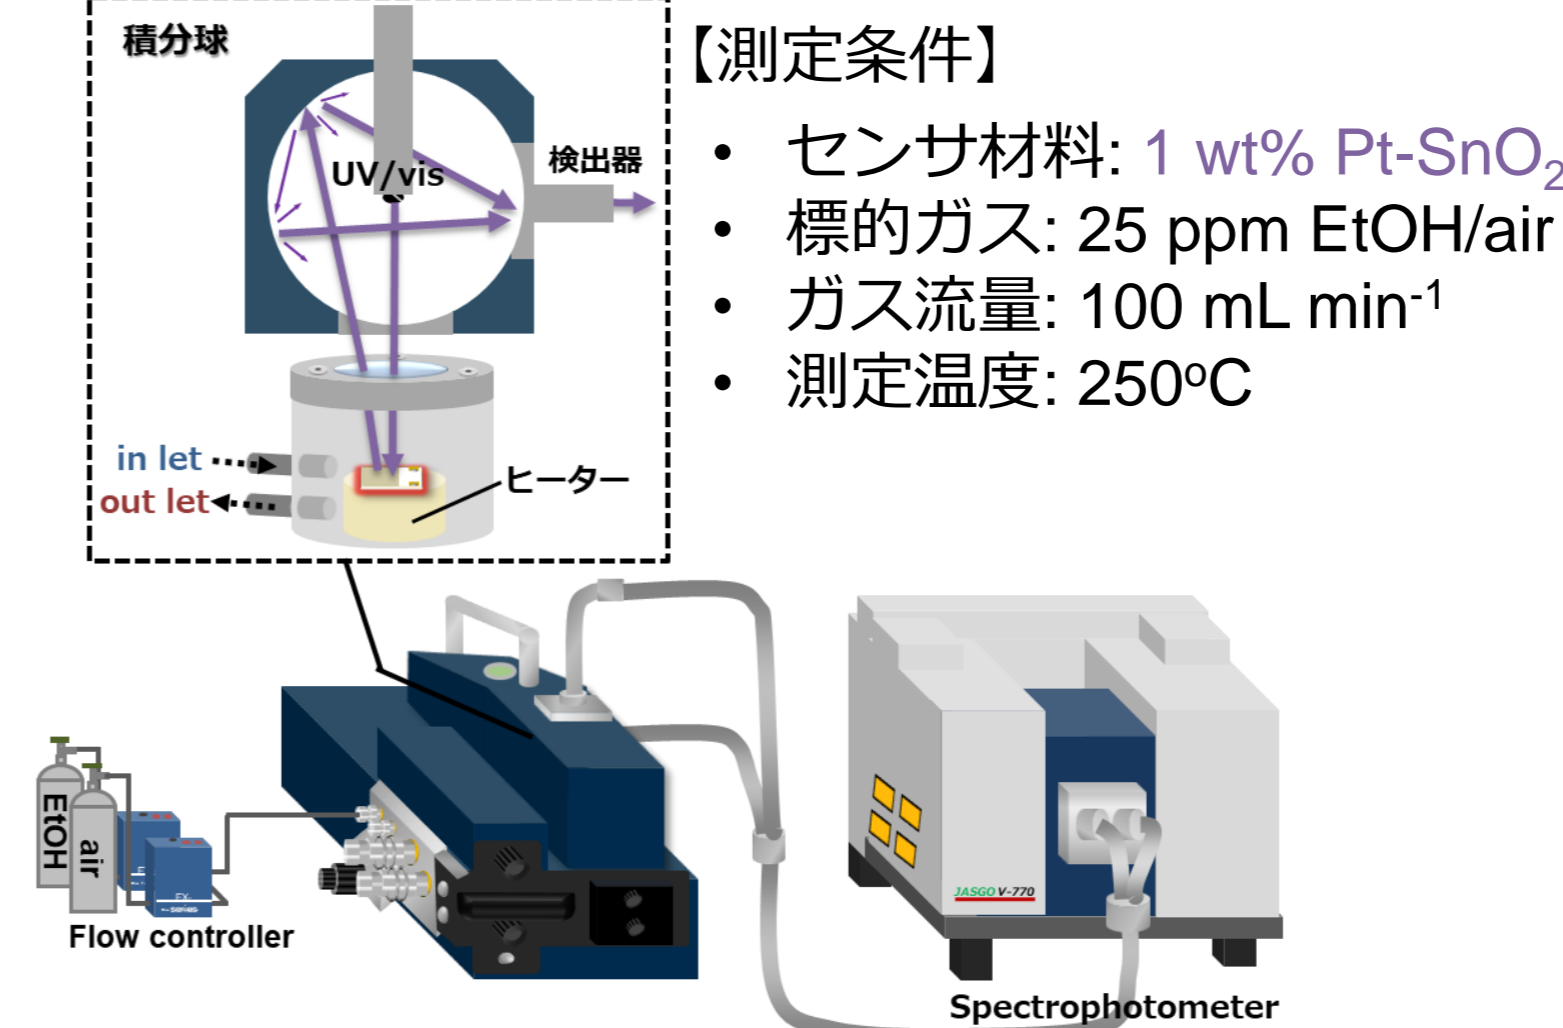 積分球
UV/vis
検出器
in let
out let
ヒーター
【測定条件】
• センサ材料: 1 wt% Pt-SnO₂
• 標的ガス: 25 ppm EtOH/air
• ガス流量: 100 mL min⁻¹
• 測定温度: 250ºC
EtOH
air
EX-
series
Flow controller
JASGO V-770
Spectrophotometer